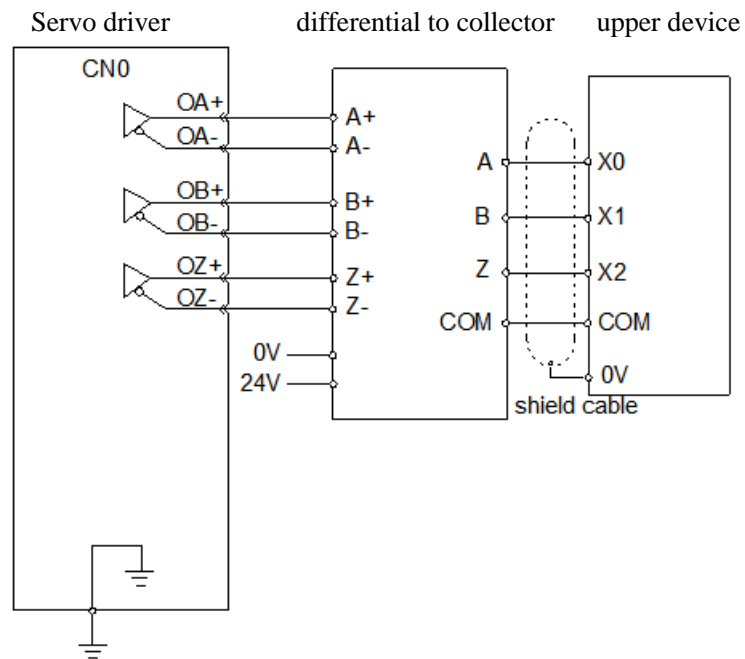 Servo driver differential to collector upper device
CN0
OA+ A+
OA- A-
A X0
OB+ B+
OB- B-
B X1
OZ+ Z+
OZ- Z-
Z X2
COM COM
0V
24V
0V
shield cable